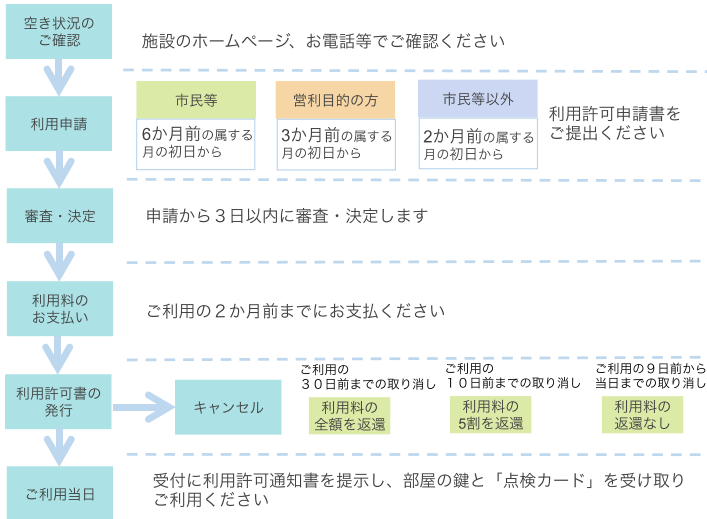 空き状況の
ご確認
施設のホームページ、お電話等でご確認ください
利用申請
市民等
6か月前の属する
月の初日から
営利目的の方
3か月前の属する
月の初日から
市民等以外
2か月前の属する
月の初日から
利用許可申請書を
ご提出ください
審査・決定
申請から３日以内に審査・決定します
利用料の
お支払い
ご利用の２か月前までにお支払ください
利用許可書の
発行
キャンセル
ご利用の
３０日前までの取り消し
利用料の
全額を返還
ご利用の
１０日前までの取り消し
利用料の
5割を返還
ご利用の９日前から
当日までの取り消し
利用料の
返還なし
ご利用当日
受付に利用許可通知書を提示し、部屋の鍵と「点検カード」を受け取り
ご利用ください